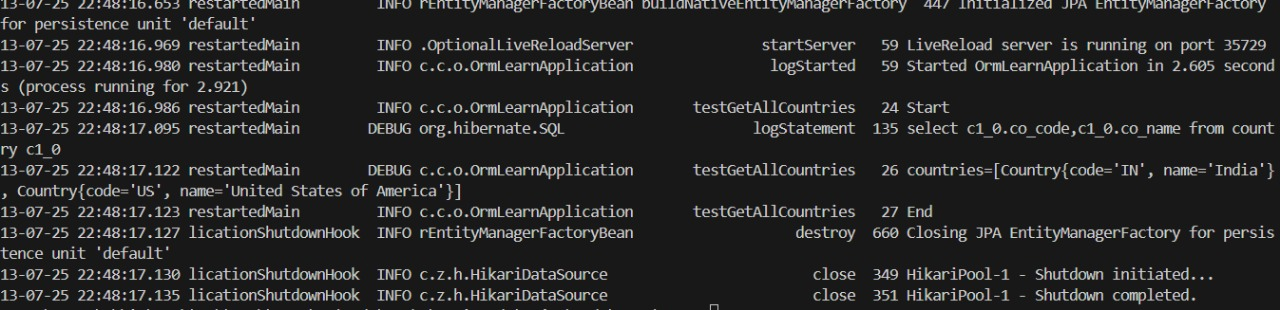 13-07-25 22:48:16.653 restartedMain INFO rEntityManagerFactoryBean buildNativeEntityManagerFactory 447 Initialized JPA EntityManagerFactory
for persistence unit 'default'
13-07-25 22:48:16.969 restartedMain INFO .OptionalLiveReloadServer startServer 59 LiveReload server is running on port 35729
13-07-25 22:48:16.980 restartedMain INFO c.c.o.OrmLearnApplication logStarted 59 Started OrmLearnApplication in 2.605 second
s (process running for 2.921)
13-07-25 22:48:16.986 restartedMain INFO c.c.o.OrmLearnApplication testGetAllCountries 24 Start
13-07-25 22:48:17.095 restartedMain DEBUG org.hibernate.SQL logStatement 135 select c1_0.co_code,c1_0.co_name from count
ry c1_0
13-07-25 22:48:17.122 restartedMain DEBUG c.c.o.OrmLearnApplication testGetAllCountries 26 countries=[Country{code='IN', name='India'}
, Country{code='US', name='United States of America'}]
13-07-25 22:48:17.123 restartedMain INFO c.c.o.OrmLearnApplication testGetAllCountries 27 End
13-07-25 22:48:17.127 licationShutdownHook INFO rEntityManagerFactoryBean destroy 660 Closing JPA EntityManagerFactory for persis
tence unit 'default'
13-07-25 22:48:17.130 licationShutdownHook INFO c.z.h.HikariDataSource close 349 HikariPool-1 - Shutdown initiated...
13-07-25 22:48:17.135 licationShutdownHook INFO c.z.h.HikariDataSource close 351 HikariPool-1 - Shutdown completed.